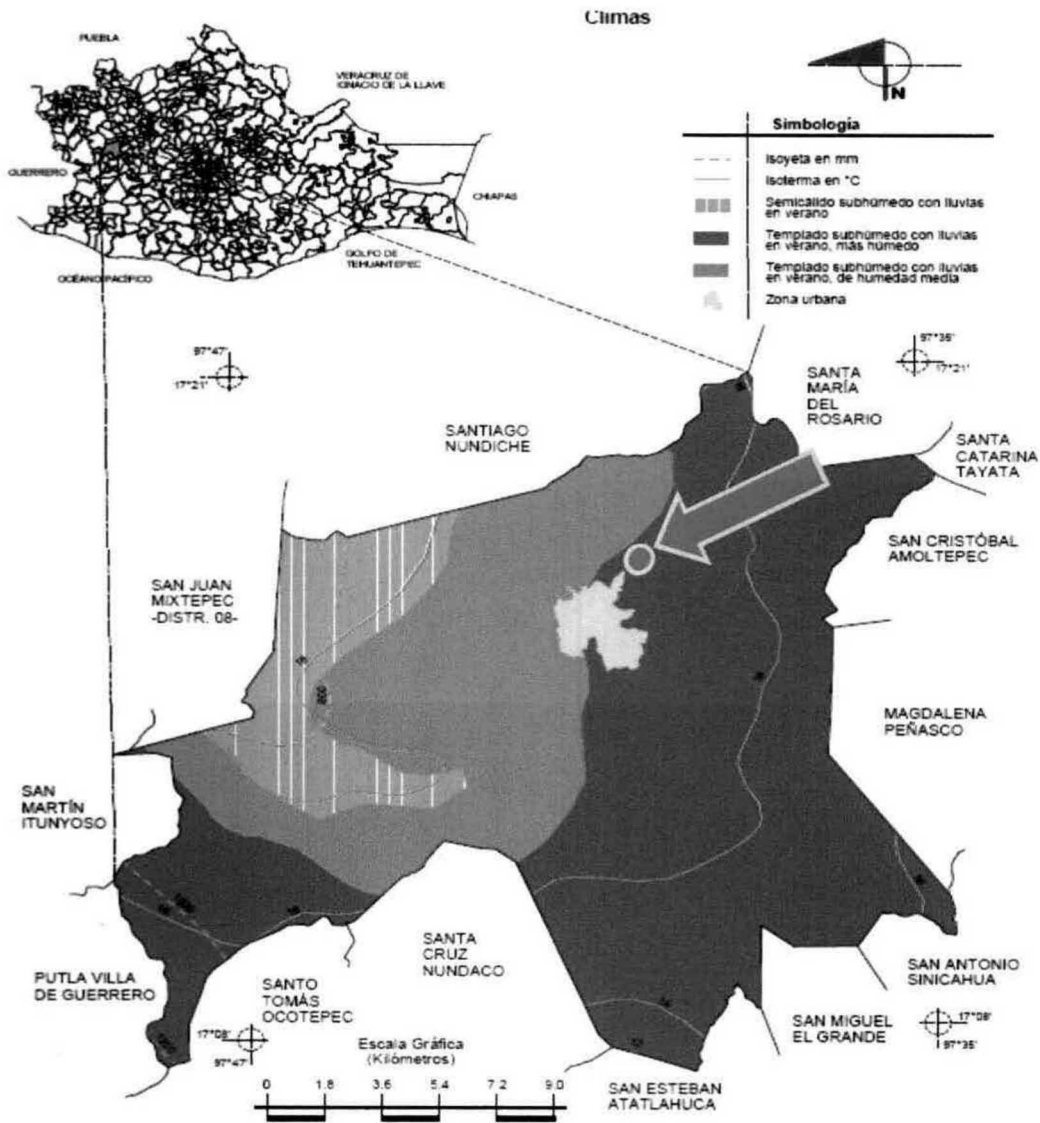 Climas
PUEBLA
VERACRUZ DE
IGNACIO DE LA LLAVE
GUERRERO
CHIAPAS
GOLFO DE
TEHUANTEPEC
OCÉANO PACÍFICO
N
Simbología
Isoyeta en mm
Isoterma en °C
Semicálido subhúmedo con lluvias
en verano
Templado subhúmedo con lluvias
en verano, más húmedo
Templado subhúmedo con lluvias
en verano, de humedad media
Zona urbana
97°47'
17°21'
97°35'
17°21'
SANTA
MARÍA
DEL
ROSARIO
SANTIAGO
NUNDICHE
SANTA
CATARINA
TAYATA
SAN CRISTÓBAL
AMOLTEPEC
SAN JUAN
MIXTEPEC
-DISTR. 08-
800
MAGDALENA
PEÑASCO
SAN
MARTÍN
ITUNYOSO
SANTA
CRUZ
NUNDACO
PUTLA VILLA
DE GUERRERO
SANTO
TOMÁS
OCOTEPEC
SAN ANTONIO
SINICAHUA
SAN MIGUEL
EL GRANDE
17°08'
97°47'
17°08'
97°35'
Escala Gráfica
(Kilómetros)
0 1.8 3.6 5.4 7.2 9.0
SAN ESTEBAN
ATATLAHUCA